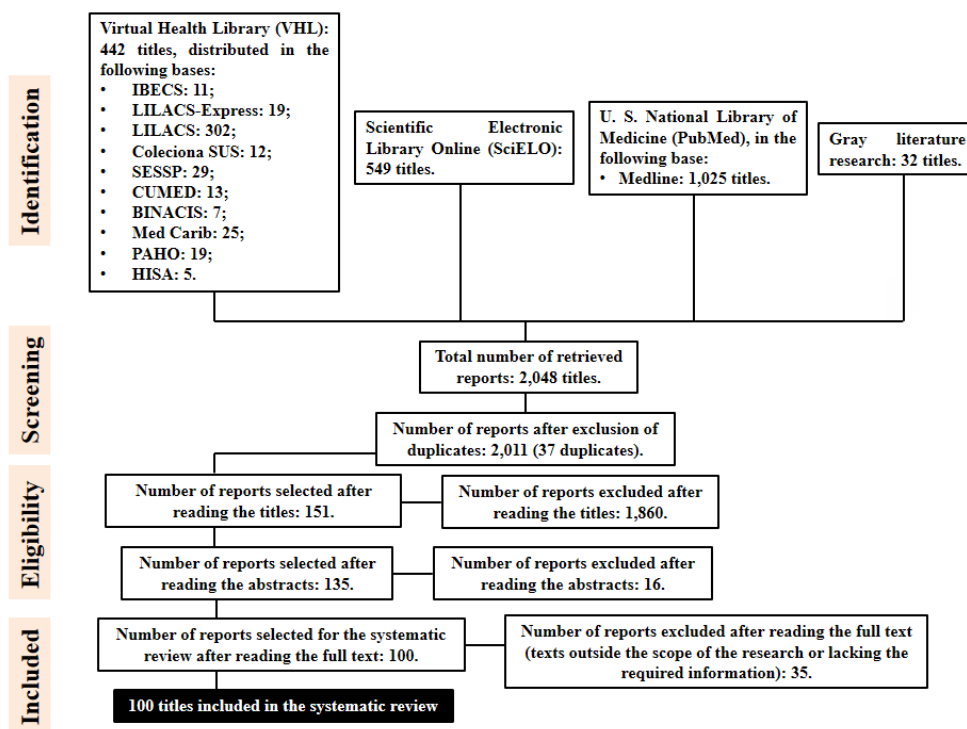 Identification
Virtual Health Library (VHL):
442 titles, distributed in the
following bases:
• IBECS: 11;
• LILACS-Express: 19;
• LILACS: 302;
• Coleciona SUS: 12;
• SESSP: 29;
• CUMED: 13;
• BINACIS: 7;
• Med Carib: 25;
• PAHO: 19;
• HISA: 5.
Scientific Electronic
Library Online (SciELO):
549 titles.
U. S. National Library of
Medicine (PubMed), in the
following base:
• Medline: 1,025 titles.
Gray literature
research: 32 titles.
Screening
Total number of retrieved
reports: 2,048 titles.
Number of reports after exclusion of
duplicates: 2,011 (37 duplicates).
Eligibility
Number of reports selected after
reading the titles: 151.
Number of reports excluded after
reading the titles: 1,860.
Number of reports selected after
reading the abstracts: 135.
Number of reports excluded after
reading the abstracts: 16.
Included
Number of reports selected for the systematic
review after reading the full text: 100.
Number of reports excluded after reading the full text
(texts outside the scope of the research or lacking the
required information): 35.
100 titles included in the systematic review